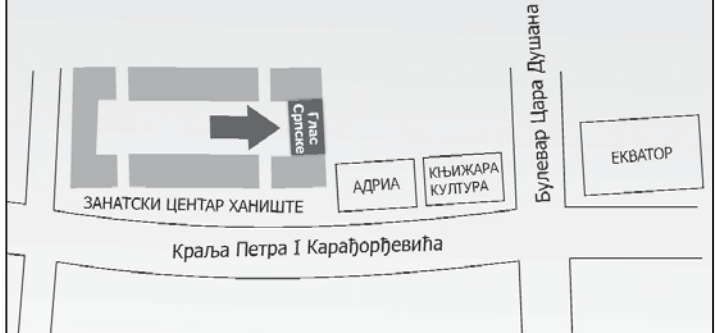 Булевар Цара Душана
Глас
Српске
ЕКВАТОР
АДРИА
КЊИЖАРА
КУЛТУРА
ЗАНАТСКИ ЦЕНТАР ХАНИШТЕ
Краља Петра I Карађорђевића